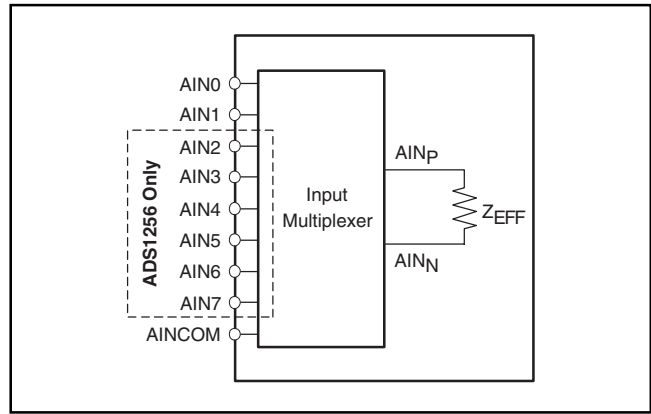 AIN0
AIN1
AIN2
AIN3
AIN4
AIN5
AIN6
AIN7
AINCOM
ADS1256 Only
Input
Multiplexer
AINP
AINN
ZEFF